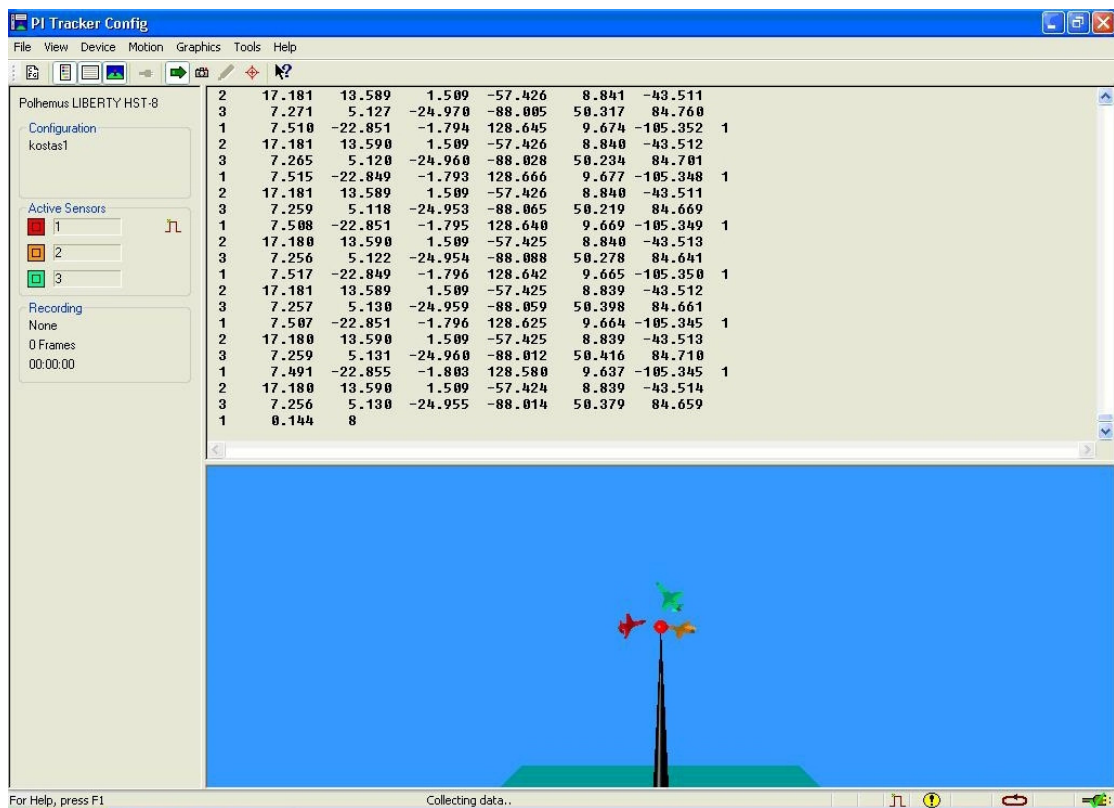 PI Tracker Config
File View Device Motion Graphics Tools Help
Polhemus LIBERTY HST-8
Configuration
kostas1
Active Sensors
1
2
3
Recording
None
0 Frames
00:00:00
2 17.181 13.589 1.509 -57.426 8.841 -43.511
3 7.271 5.127 -24.970 -88.005 50.317 84.760
1 7.510 -22.851 -1.794 128.645 9.674 -105.352 1
2 17.181 13.590 1.509 -57.426 8.840 -43.512
3 7.265 5.120 -24.960 -88.028 50.234 84.701
1 7.515 -22.849 -1.793 128.666 9.677 -105.348 1
2 17.181 13.589 1.509 -57.426 8.840 -43.511
3 7.259 5.118 -24.953 -88.065 50.219 84.669
1 7.508 -22.851 -1.795 128.640 9.669 -105.349 1
2 17.180 13.590 1.509 -57.425 8.840 -43.513
3 7.256 5.122 -24.954 -88.088 50.278 84.641
1 7.517 -22.849 -1.796 128.642 9.665 -105.350 1
2 17.181 13.589 1.509 -57.425 8.839 -43.512
3 7.257 5.130 -24.959 -88.059 50.398 84.661
1 7.507 -22.851 -1.796 128.625 9.664 -105.345 1
2 17.180 13.590 1.509 -57.425 8.839 -43.513
3 7.259 5.131 -24.960 -88.012 50.416 84.710
1 7.491 -22.855 -1.803 128.580 9.637 -105.345 1
2 17.180 13.590 1.509 -57.424 8.839 -43.514
3 7.256 5.130 -24.955 -88.014 50.379 84.659
1 0.144 8
For Help, press F1
Collecting data..